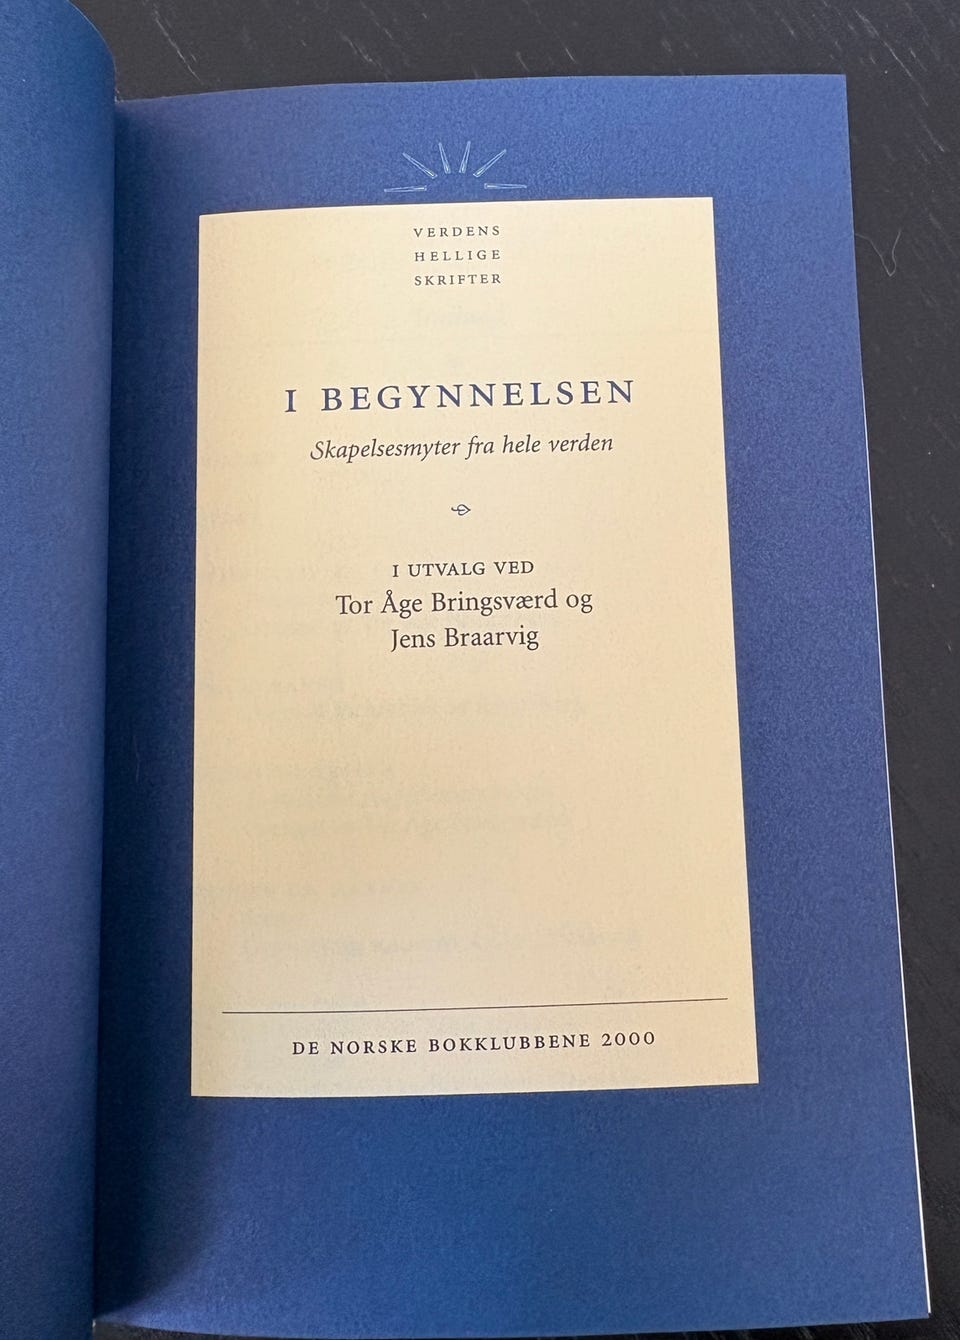 VERDENS
HELLIGE
SKRIFTER
I BEGYNNELSEN
Skapelsesmyter fra hele verden
I UTVALG VED
Tor Åge Bringsværd og
Jens Braarvig
DE NORSKE BOKKLUBBENE 2000